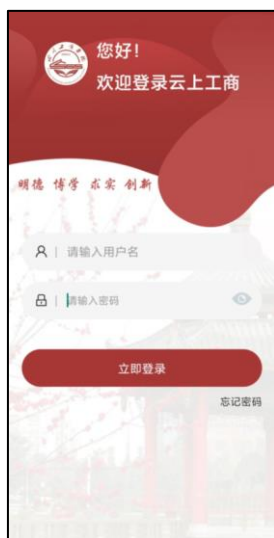 您好!
欢迎登录云上工商
明德 博学 求实 创新
请输入用户名
请输入密码
立即登录
忘记密码